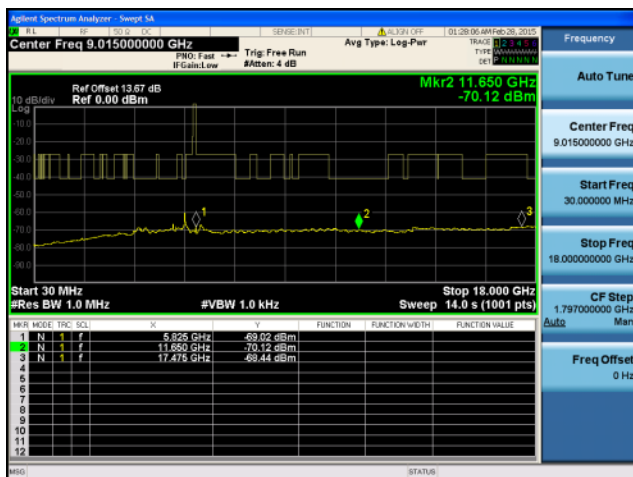 Agilent Spectrum Analyzer - Swept SA
RL RF 50 Ω DC SENSE:INT ALIGN OFF 01:28:06 AM Feb 28, 2015
Center Freq 9.015000000 GHz
PNO: Fast
IFGain:Low
Trig: Free Run
#Atten: 4 dB
Avg Type: Log-Pwr
TRACE 1 2 3 4 5 6
TYPE
DET P N N N N N
Frequency
Auto Tune
Center Freq
9.015000000 GHz
Start Freq
30.000000 MHz
Stop Freq
18.000000000 GHz
CF Step
1.797000000 GHz
Auto Man
Freq Offset
0 Hz
Mkr2 11.650 GHz
-70.12 dBm
Ref Offset 13.67 dB
10 dB/div Ref 0.00 dBm
Log
-10.0
-20.0
-30.0
-40.0
-50.0
-60.0
-70.0
-80.0
-90.0
1
2
3
Start 30 MHz Stop 18.000 GHz
#Res BW 1.0 MHz #VBW 1.0 kHz Sweep 14.0 s (1001 pts)
MKR MODE TRC SCL X Y FUNCTION FUNCTION WIDTH FUNCTION VALUE
1 N 1 f 5.825 GHz -69.02 dBm
2 N 1 f 11.650 GHz -70.12 dBm
3 N 1 f 17.475 GHz -68.44 dBm
4
5
6
7
8
9
10
11
12
MSG STATUS